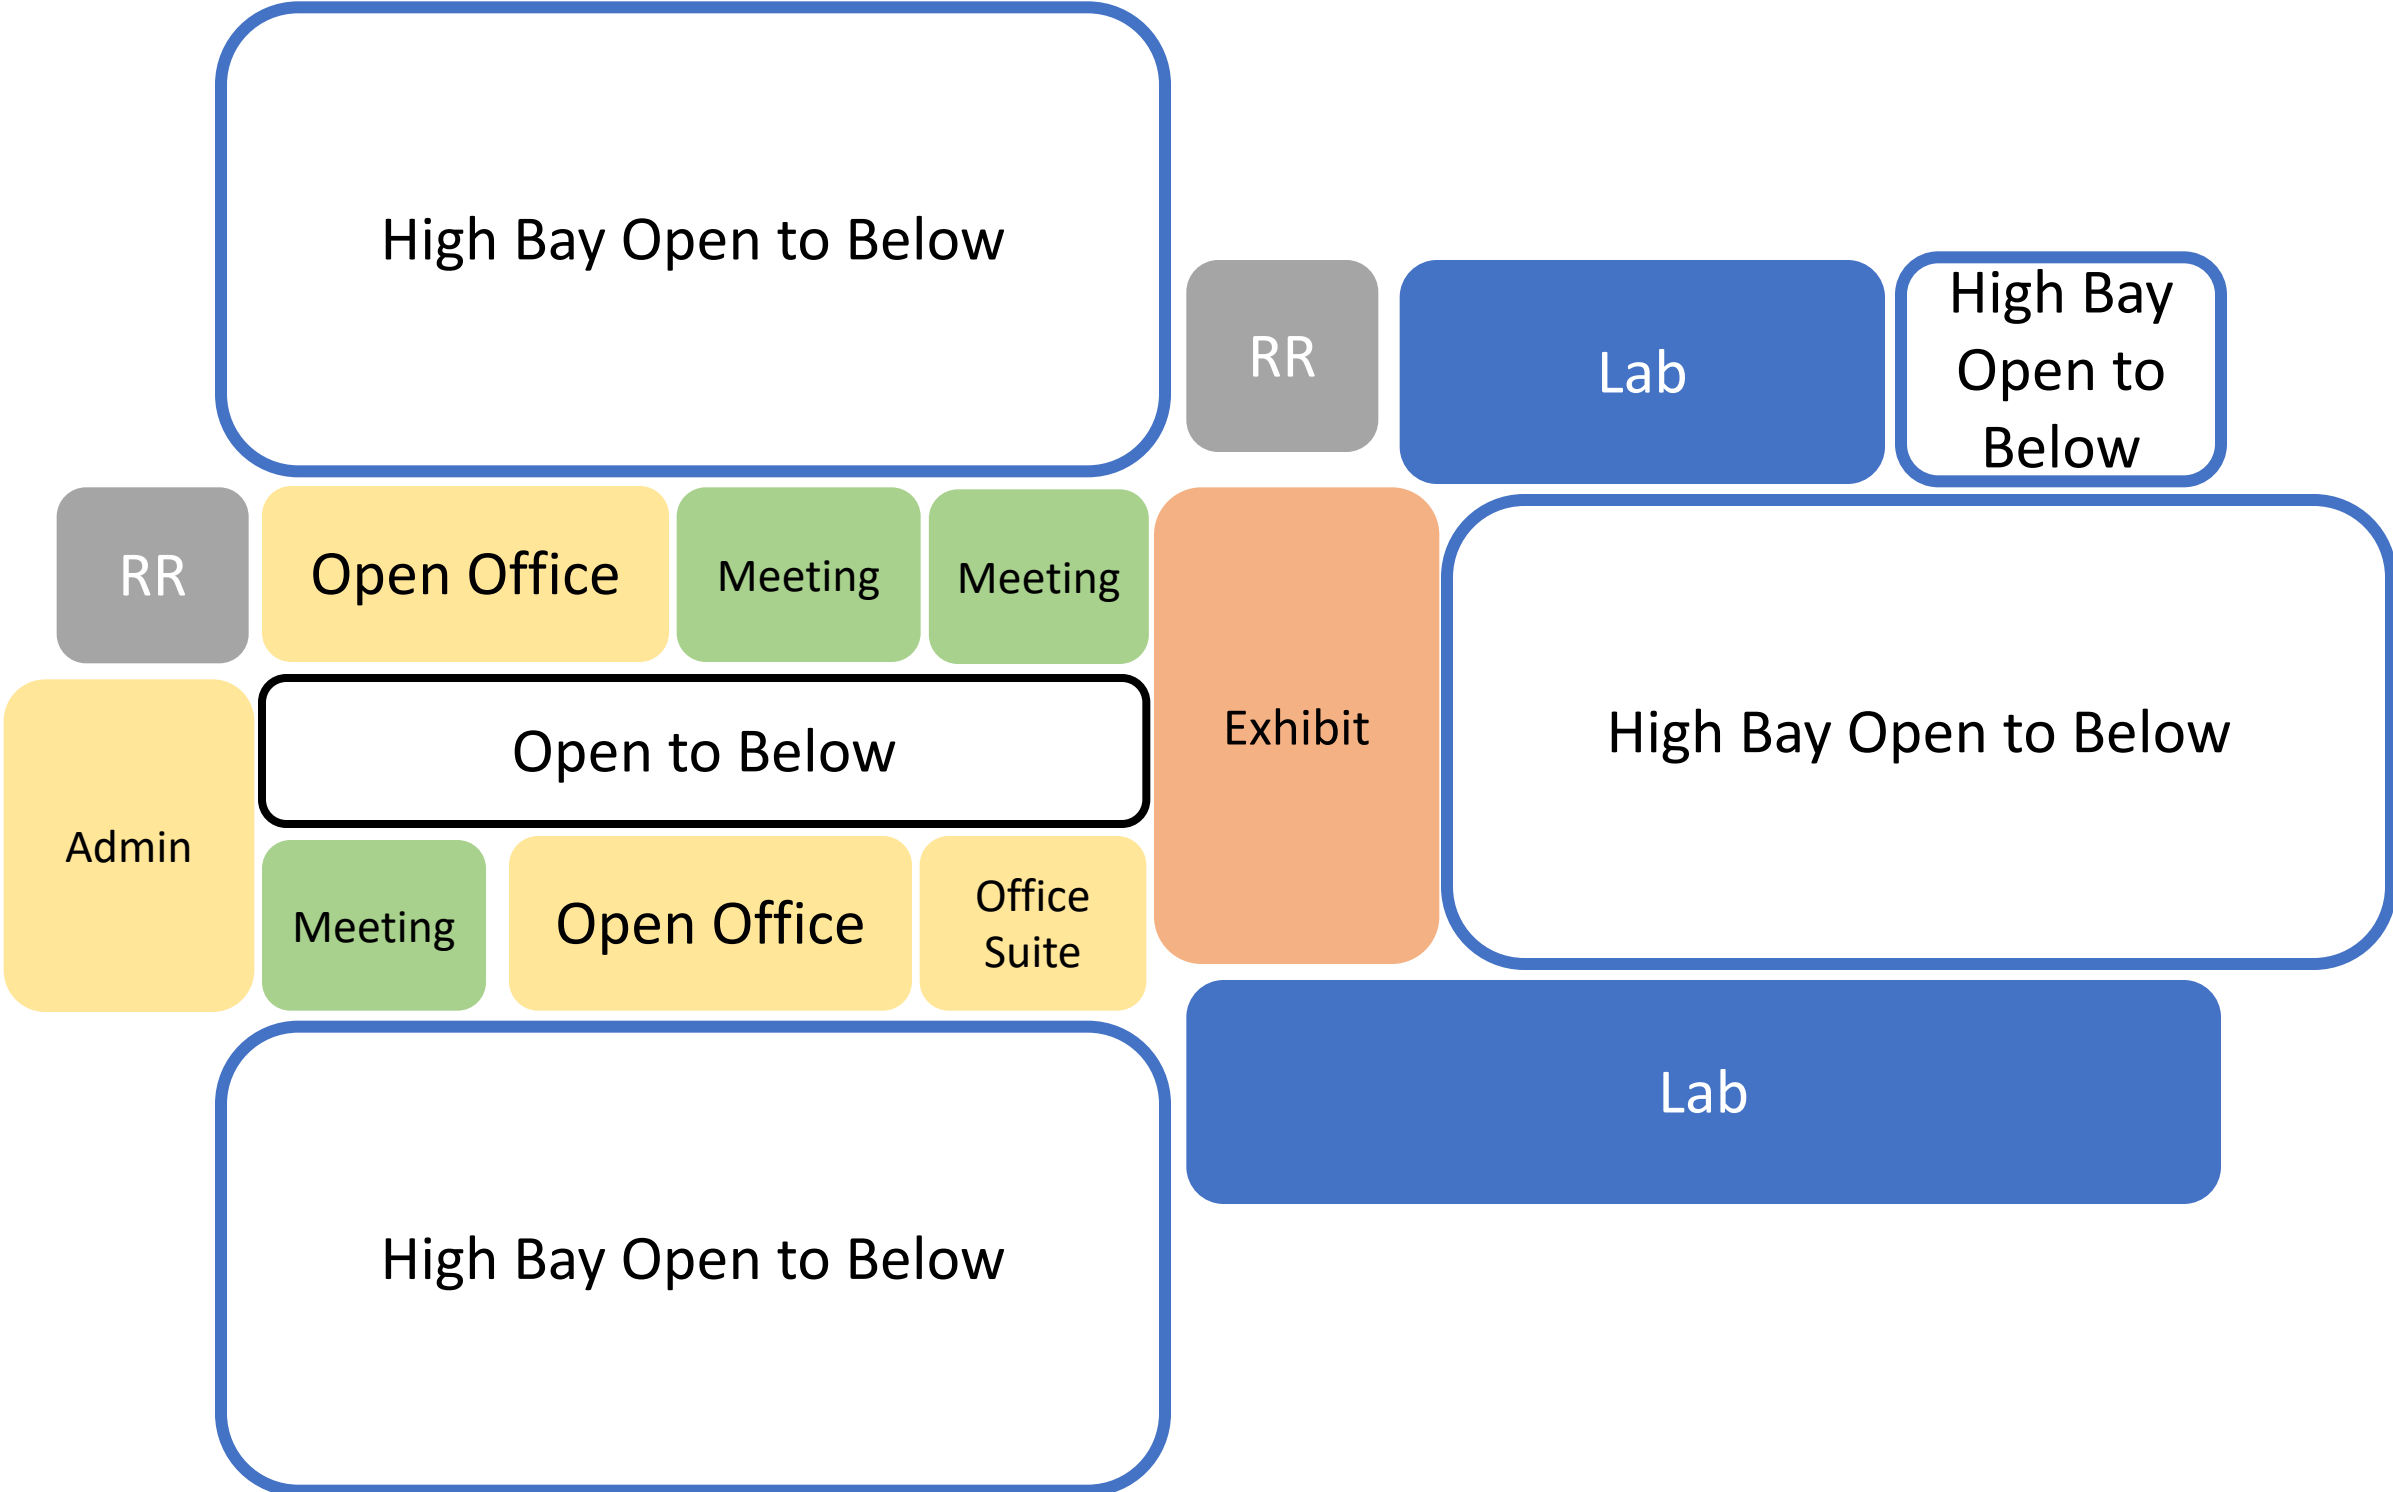 High Bay Open to Below
RR
Lab
High Bay
Open to
Below
RR
Open Office
Meeting
Meeting
Exhibit
High Bay Open to Below
Open to Below
Admin
Meeting
Open Office
Office
Suite
Lab
High Bay Open to Below